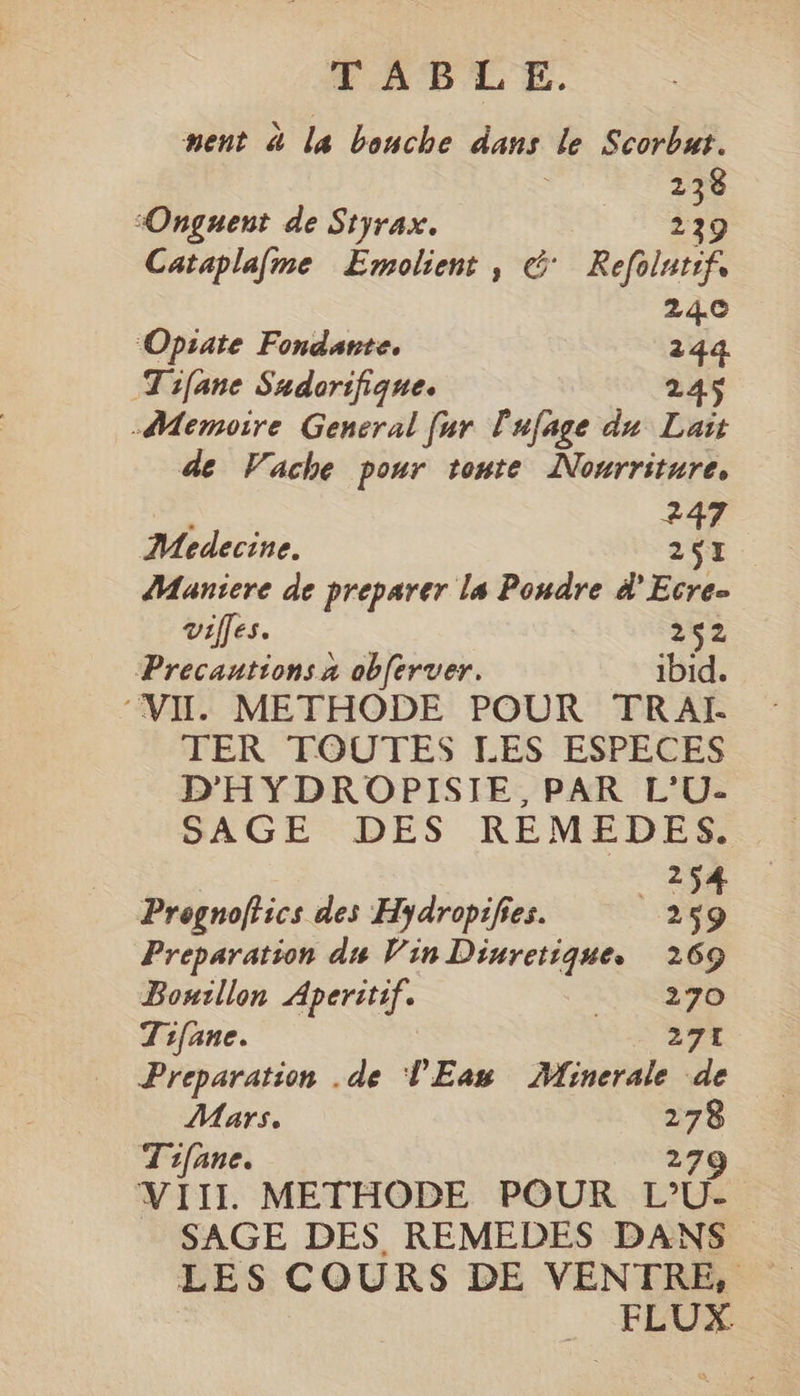 TABLE.
nent à la bouche dans le Scorbut.
238
Onguent de Styrax. 239
Cataplaſme Emolient, & Reſolutif.
240
Opiate Fondante. 244
Tiſane Sudorifique. 245
Memoire General ſur l'uſage du Lait
de Vache pour toute Nourriture.
247
Medecine. 251
Maniere de preparer la Poudre d'Ecre-
viſſes. 252
Precautions à obſerver. ibid.
VII. METHODE POUR TRAI-
TER TOUTES LES ESPECES
D'HYDROPISIE, PAR L'U-
SAGE DES REMEDES.
254
Prognoſtics des Hydropiſies. 259
Preparation du Vin Diuretique. 269
Bouillon Aperitif. 270
Tiſane. 271
Preparation de l'Eau Minerale de
Mars. 278
Tiſane. 279
VIII. METHODE POUR L'U-
SAGE DES REMEDES DANS
LES COURS DE VENTRE,
FLUX